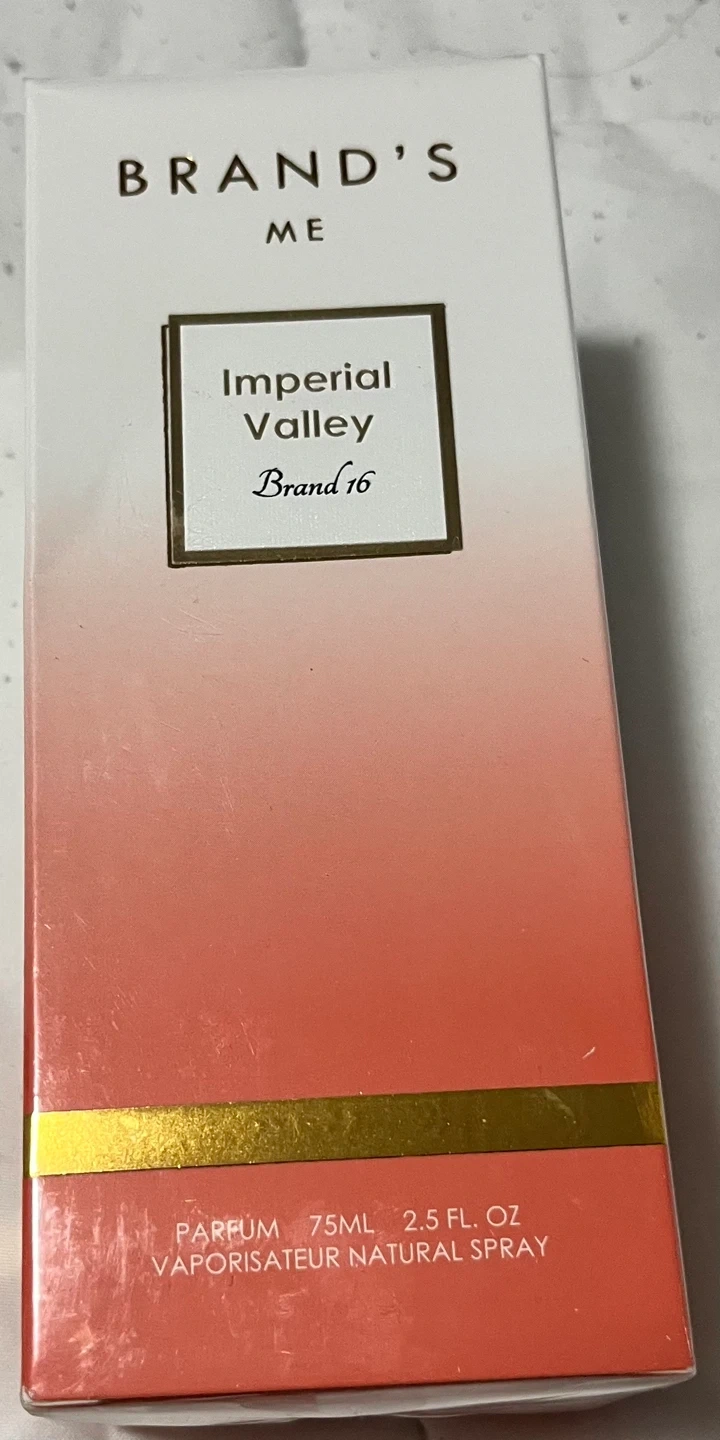 BRAND'S
ME
Imperial
Valley
Brand 16
PARFUM 75ML 2.5 FL. OZ
VAPORISATEUR NATURAL SPRAY